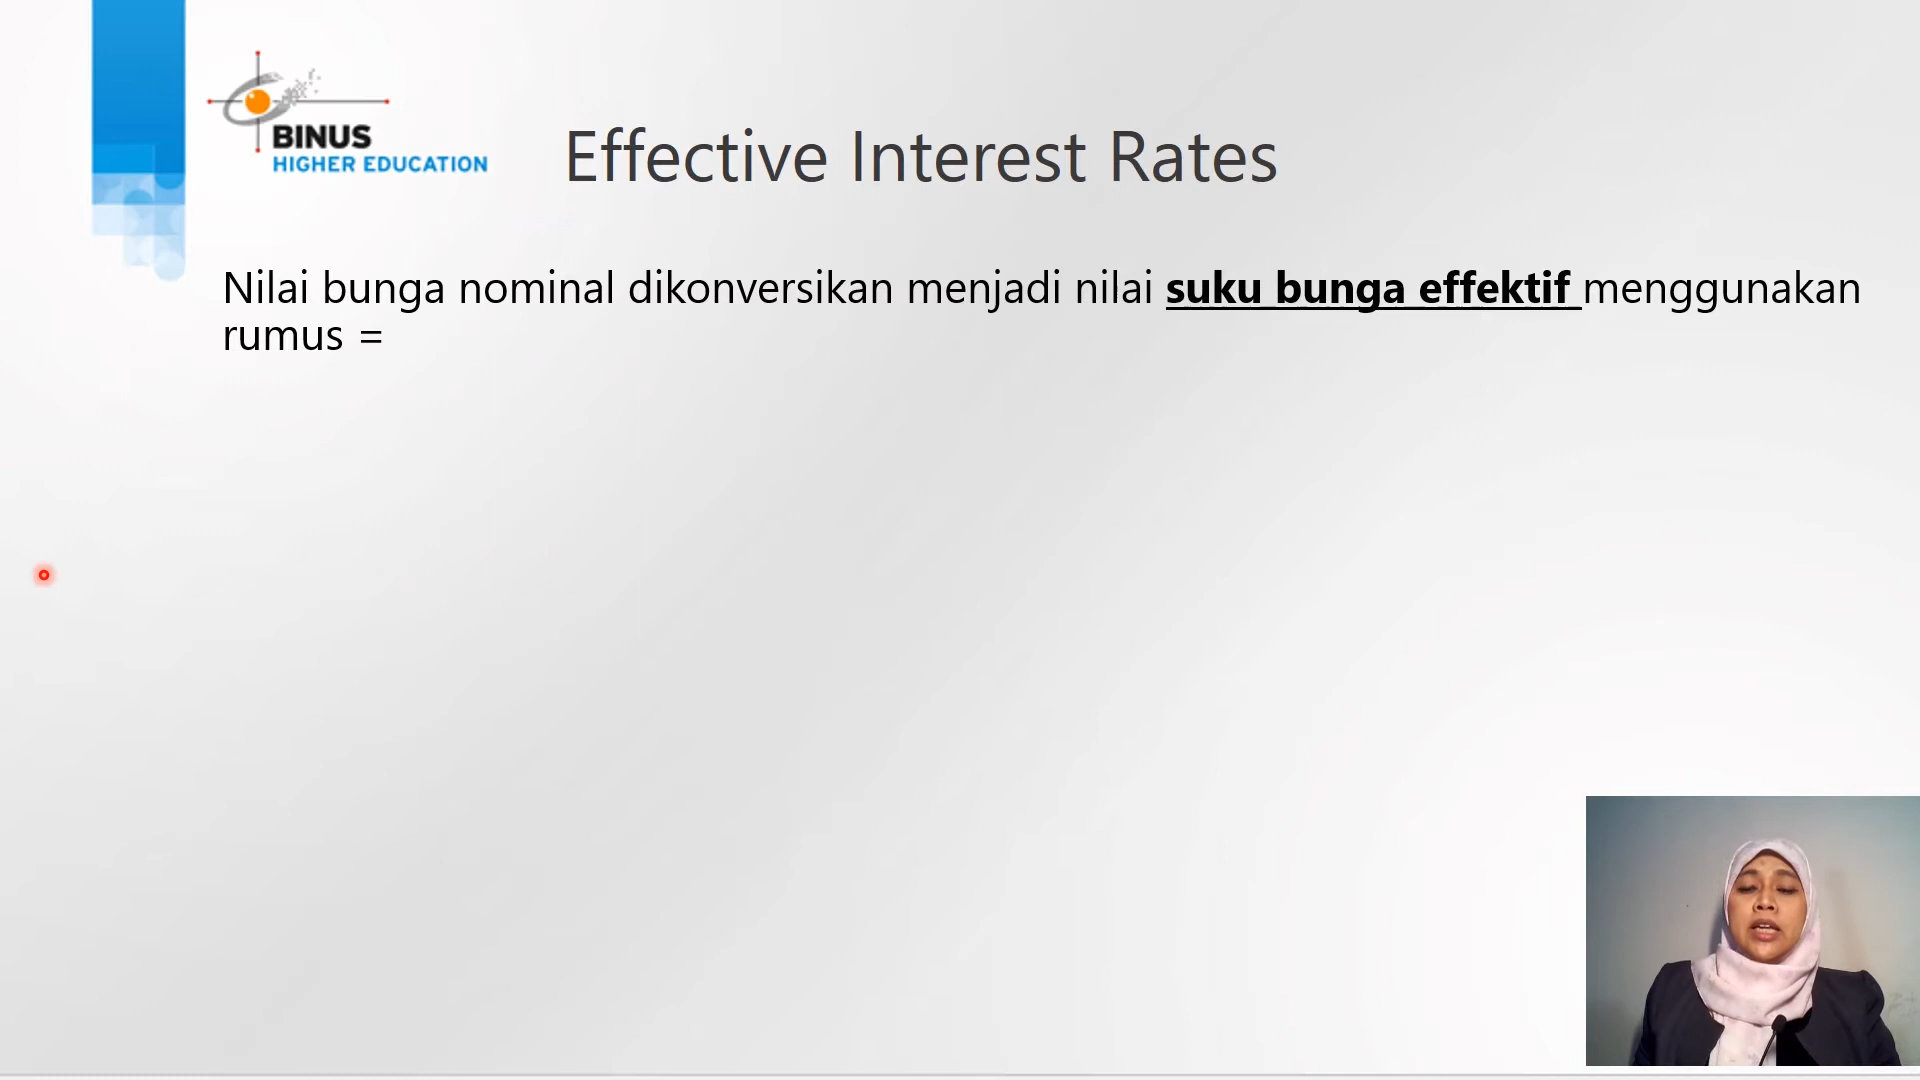 BINUS
HIGHER EDUCATION
Effective Interest Rates
Nilai bunga nominal dikonversikan menjadi nilai suku bunga effektif menggunakan
rumus =